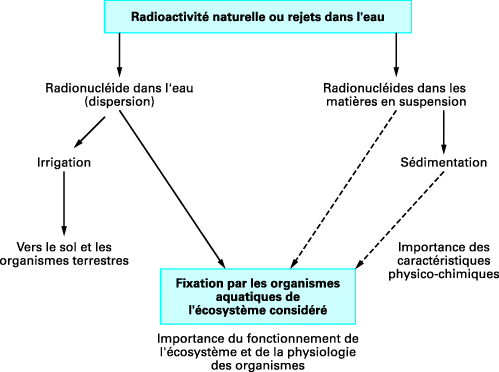 Radioactivité naturelle ou rejets dans l'eau
Radionucléide dans l'eau
(dispersion)
Radionucléides dans les
matières en suspension
Irrigation
Sédimentation
Vers le sol et les
organismes terrestres
Importance des
caractéristiques
physico-chimiques
Fixation par les organismes
aquatiques de
l'écosystème considéré
Importance du fonctionnement de
l'écosystème et de la physiologie
des organismes